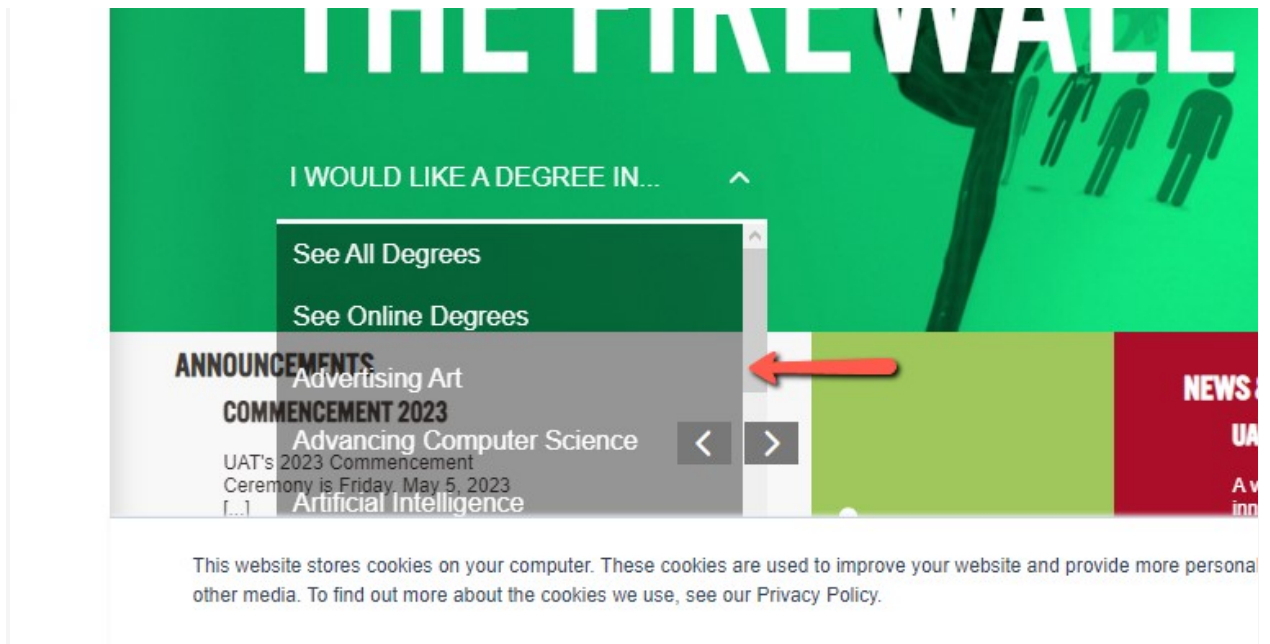 THE FIREWALL
I WOULD LIKE A DEGREE IN...
See All Degrees
See Online Degrees
ANNOUNCEMENTS
Advertising Art
COMMENCEMENT 2023
Advancing Computer Science
UAT's 2023 Commencement
Ceremony is Friday, May 5, 2023
[...]
Artificial Intelligence
NEWS &
UA
A v
inn
This website stores cookies on your computer. These cookies are used to improve your website and provide more persona
other media. To find out more about the cookies we use, see our Privacy Policy.